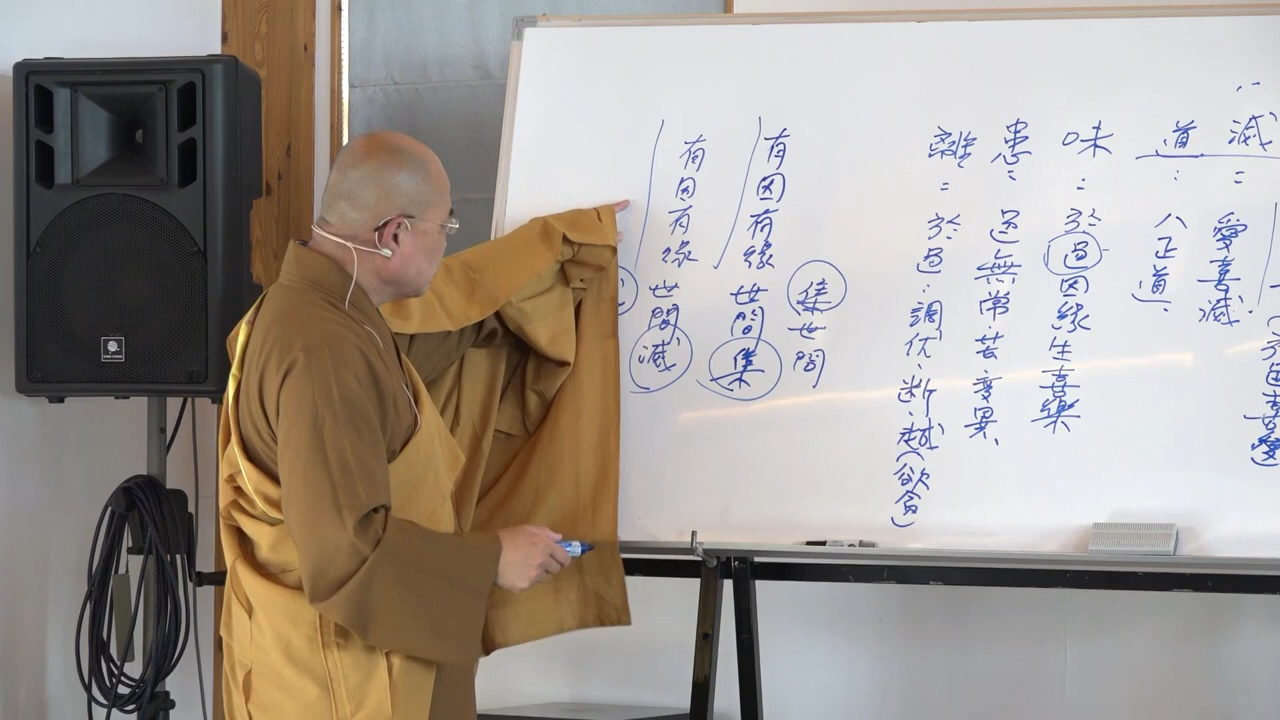 滅=愛喜滅.
道:八正道.
味:於色因緣生喜樂
患:色無常.苦.變異.
離:於色.調伏.断.越(欲貪)
集世間
有因有緣世間集
有因有緣世間滅